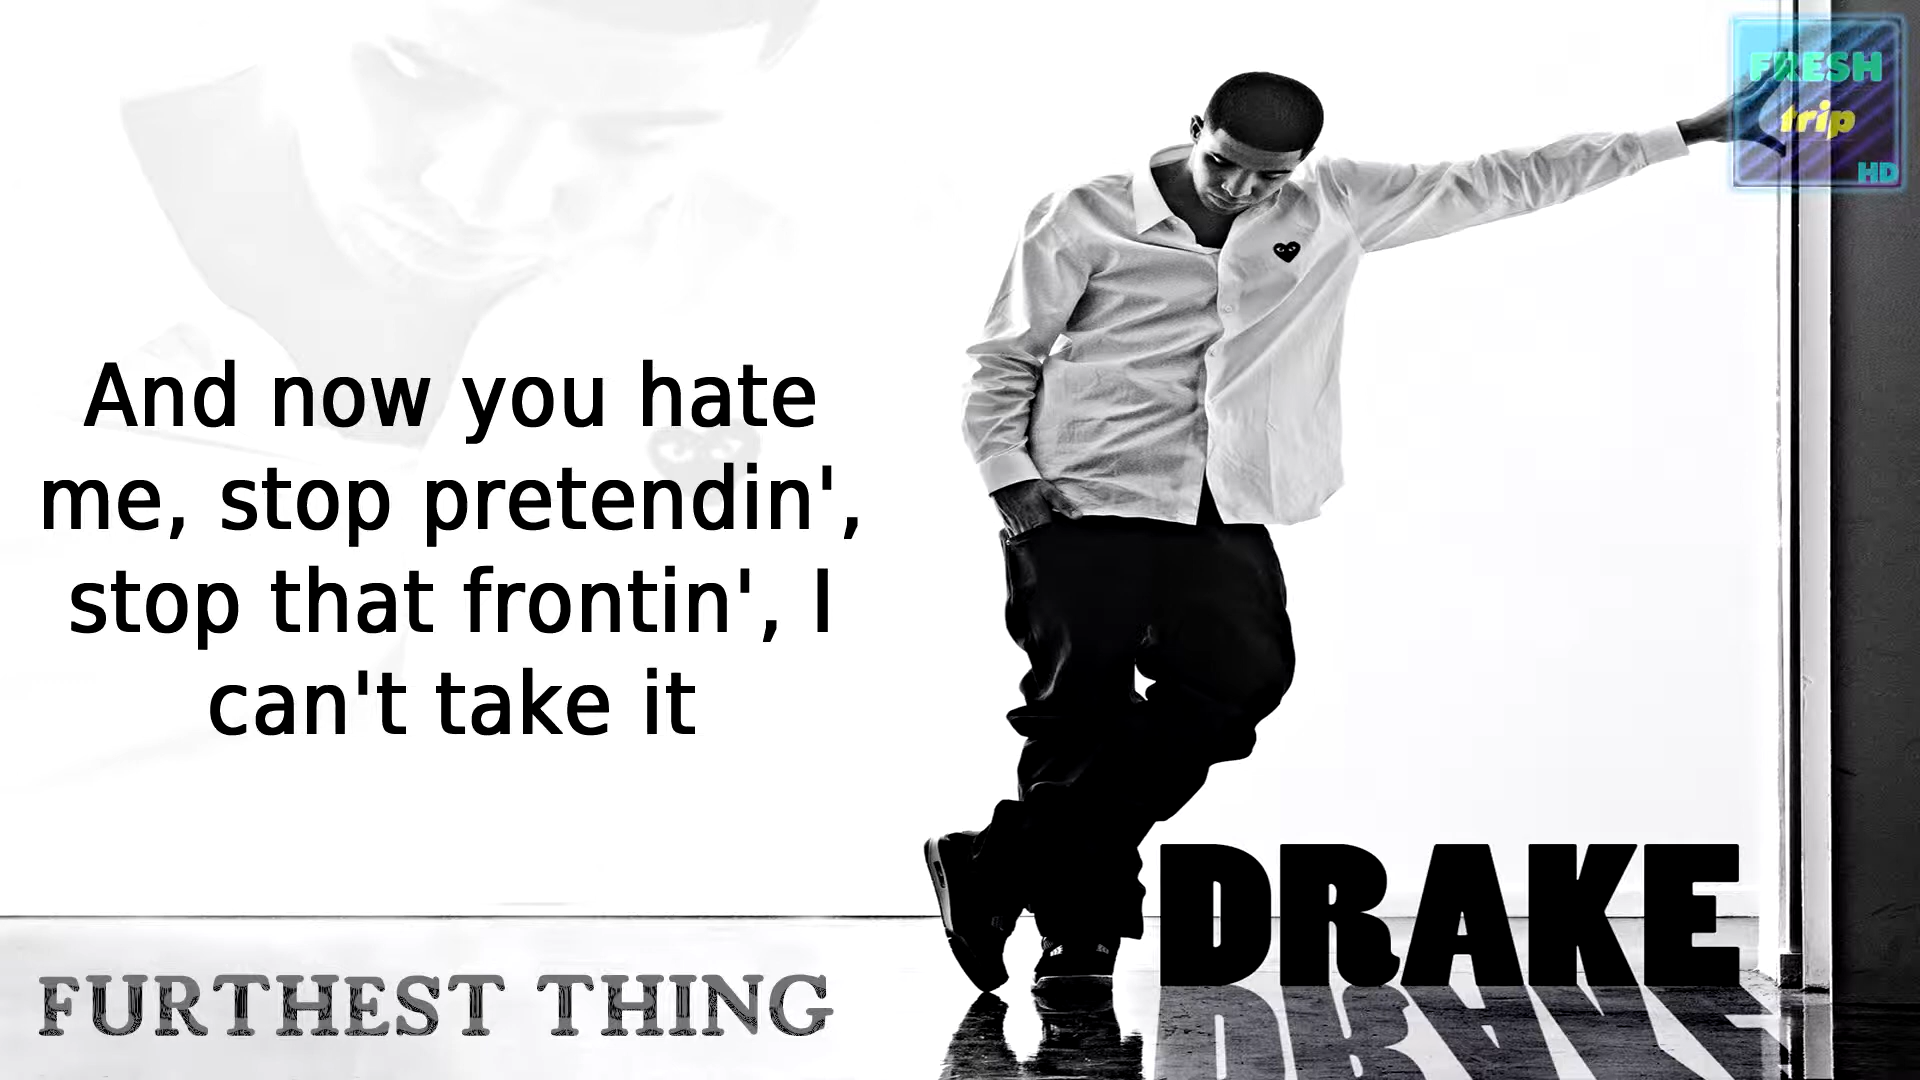 FRESH
trip
HD
And now you hate
me, stop pretendin',
stop that frontin', I
can't take it
DRAKE
FURTHEST THING